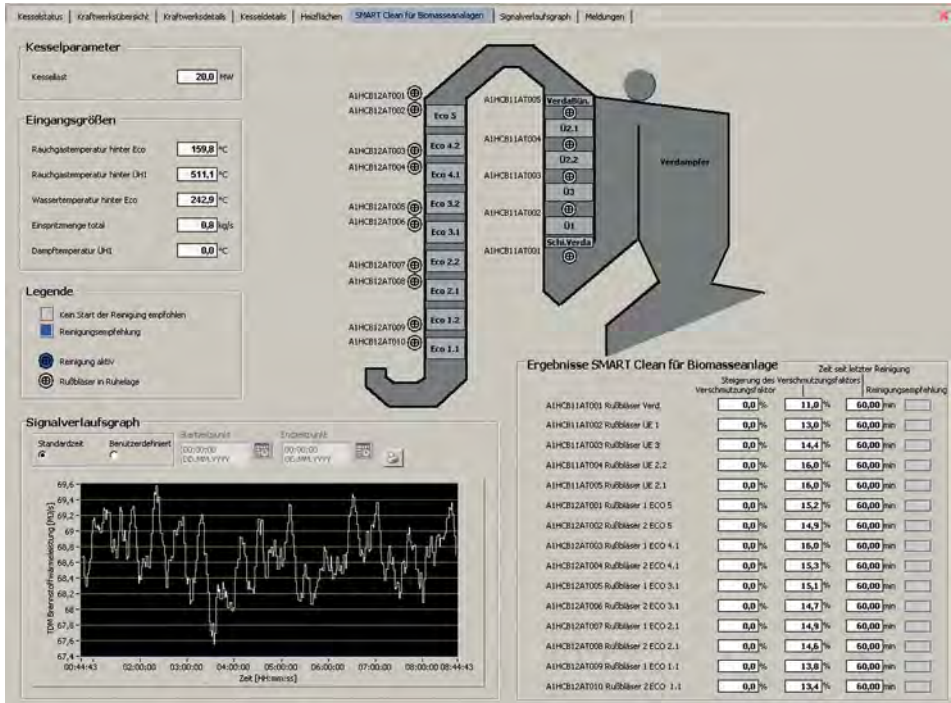 Kesselstatus | Kraftwerksübersicht | Kraftwerksdetails | Kesseldetails | Heizflächen | SMART Clean für Biomasseanlagen | Signalverlaufsgraph | Meldungen
Kesselparameter
Kessellast 20,0 MW
Eingangsgrößen
Rauchgastemperatur hinter Eco 159,8 °C
Rauchgastemperatur hinter ÜH1 511,1 °C
Wassertemperatur hinter Eco 242,9 °C
Einspritzmenge total 0,8 kg/s
Dampftemperatur ÜH1 0,0 °C
Legende
Kein Start der Reinigung empfohlen
Reinigungsempfehlung
Reinigung aktiv
Rußbläser in Ruhelage
A1HCB12AT001
A1HCB12AT002
A1HCB12AT003
A1HCB12AT004
A1HCB12AT005
A1HCB12AT006
A1HCB12AT007
A1HCB12AT008
A1HCB12AT009
A1HCB12AT010
Eco 5
Eco 4.2
Eco 4.1
Eco 3.2
Eco 3.1
Eco 2.2
Eco 2.1
Eco 1.2
Eco 1.1
A1HCB11AT005
A1HCB11AT004
A1HCB11AT003
A1HCB11AT002
A1HCB11AT001
VerdaBün.
Ü2.1
Ü2.2
Ü3
Ü1
Schl.Verda
Verdampfer
Signalverlaufsgraph
Standardzeit
Benutzerdefiniert
Startzeitpunkt
00:00:00
DD.MM.YYYY
Endzeitpunkt
00:00:00
DD.MM.YYYY
TDM Brennstoffwärmeleistung [MJ/s]
69,6
69,4
69,2
69
68,8
68,6
68,4
68,2
68
67,8
67,6
67,4
00:44:43 02:00:00 03:00:00 04:00:00 05:00:00 06:00:00 07:00:00 08:00:00 08:44:43
Zeit [HH:mm:ss]
Ergebnisse SMART Clean für Biomasseanlage
Zeit seit letzter Reinigung
Steigerung des Verschmutzungsfaktors
Verschmutzungsfaktor
Reinigungsempfehlung
A1HCB11AT001 Rußbläser Verd. 0,0 % 11,0 % 60,00 min
A1HCB11AT002 Rußbläser UE 1 0,0 % 13,0 % 60,00 min
A1HCB11AT003 Rußbläser UE 3 0,0 % 14,4 % 60,00 min
A1HCB11AT004 Rußbläser UE 2.2 0,0 % 16,0 % 60,00 min
A1HCB11AT005 Rußbläser UE 2.1 0,0 % 16,0 % 60,00 min
A1HCB12AT001 Rußbläser 1 ECO 5 0,0 % 15,2 % 60,00 min
A1HCB12AT002 Rußbläser 2 ECO 5 0,0 % 14,9 % 60,00 min
A1HCB12AT003 Rußbläser 1 ECO 4.1 0,0 % 16,0 % 60,00 min
A1HCB12AT004 Rußbläser 2 ECO 4.1 0,0 % 15,3 % 60,00 min
A1HCB12AT005 Rußbläser 1 ECO 3.1 0,0 % 15,1 % 60,00 min
A1HCB12AT006 Rußbläser 2 ECO 3.1 0,0 % 14,7 % 60,00 min
A1HCB12AT007 Rußbläser 1 ECO 2.1 0,0 % 14,9 % 60,00 min
A1HCB12AT008 Rußbläser 2 ECO 2.1 0,0 % 14,6 % 60,00 min
A1HCB12AT009 Rußbläser 1 ECO 1.1 0,0 % 13,8 % 60,00 min
A1HCB12AT010 Rußbläser 2 ECO 1.1 0,0 % 13,4 % 60,00 min